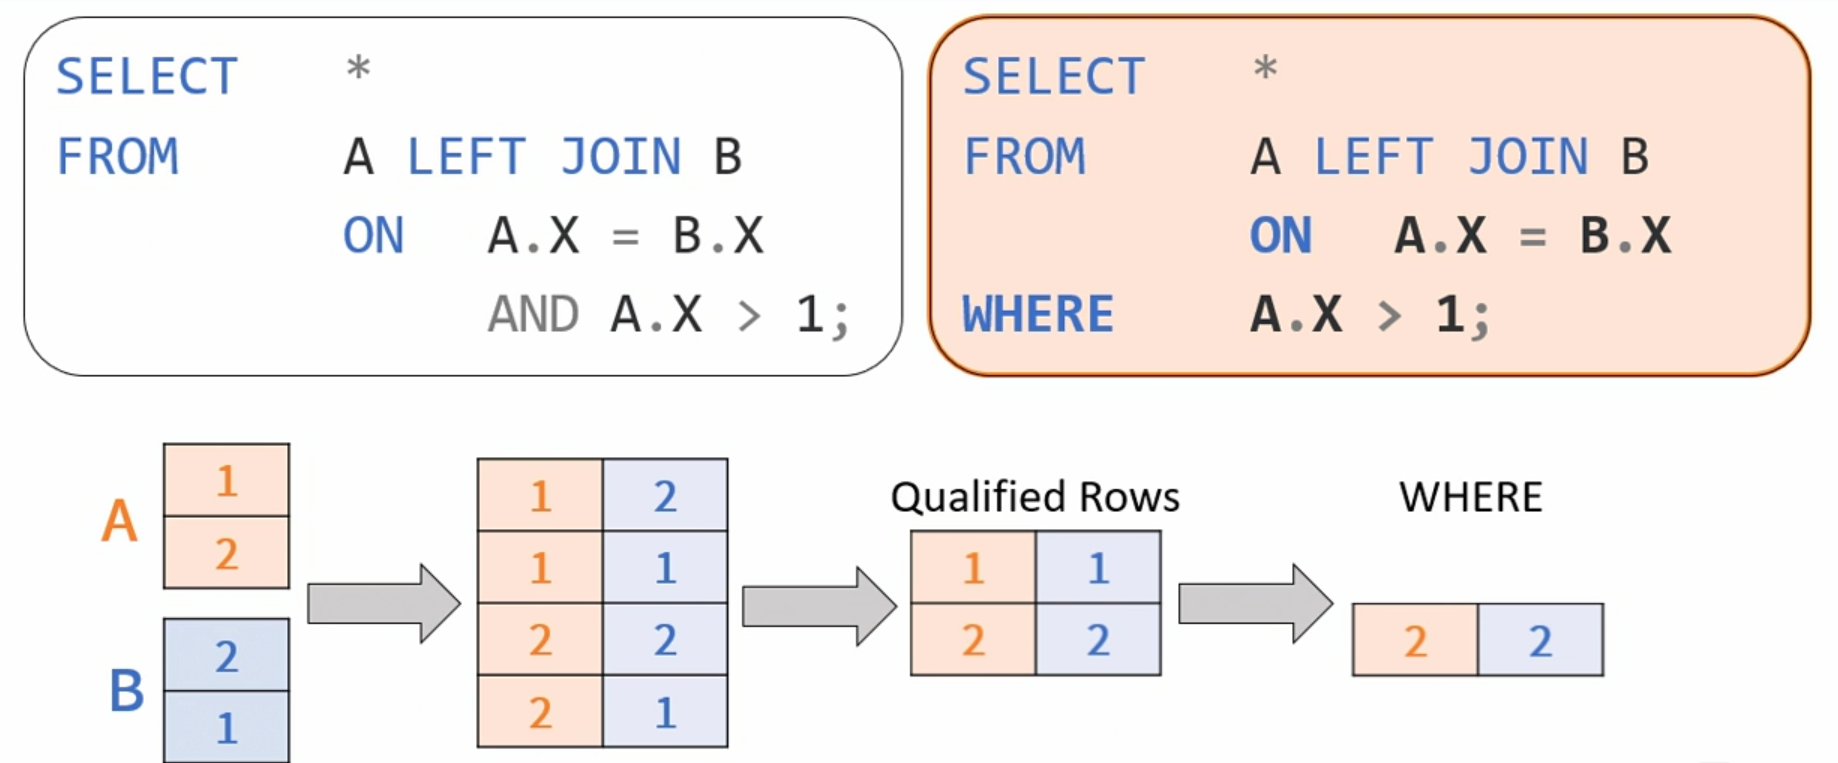 SELECT *
FROM A LEFT JOIN B
ON A.X = B.X
AND A.X > 1;
SELECT *
FROM A LEFT JOIN B
ON A.X = B.X
WHERE A.X > 1;
A
1
2
B
2
1
1 2
1 1
2 2
2 1
Qualified Rows
1 1
2 2
WHERE
2 2